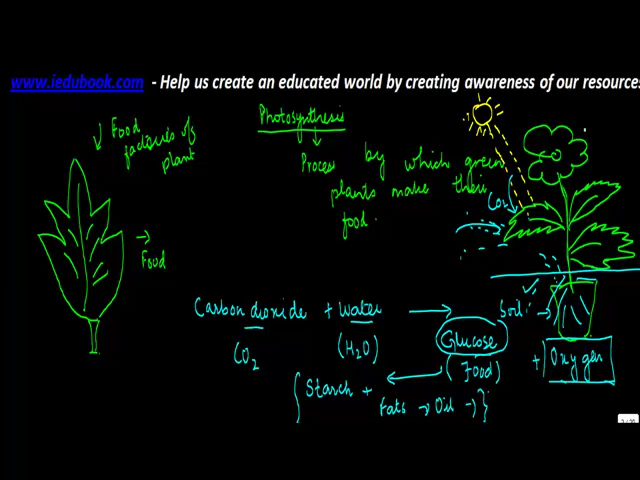 www.iedubook.com - Help us create an educated world by creating awareness of our resources
Photosynthesis
↓ Food
factories of
plant
Process by which green
plants make their
food.
Co2
→
Food
Carbon dioxide + water → Glucose + Oxygen
CO2 (H2O) (Food)
Soil
{Starch +
Fats → Oil →}